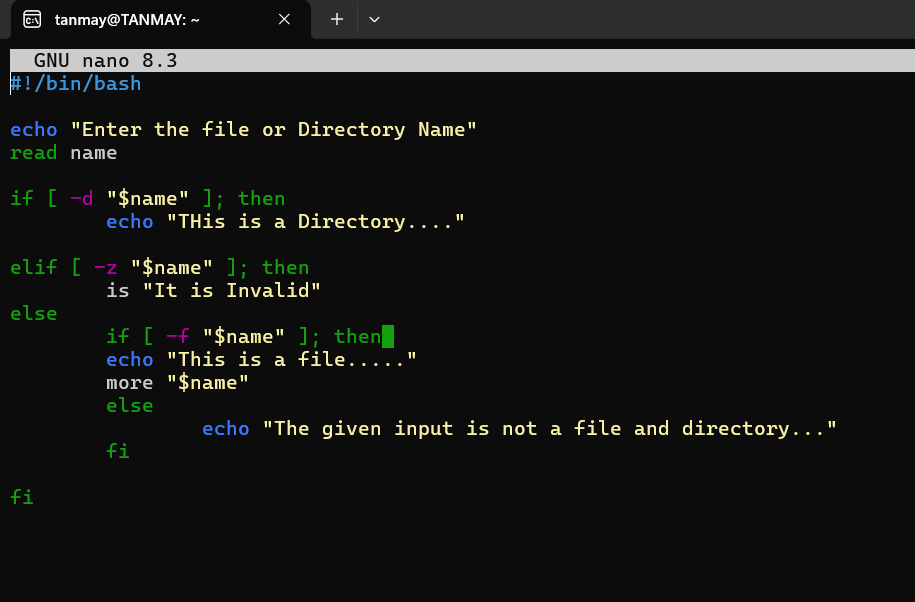 tanmay@TANMAY: ~
GNU nano 8.3
#!/bin/bash
echo "Enter the file or Directory Name"
read name
if [ -d "$name" ]; then
echo "THis is a Directory...."
elif [ -z "$name" ]; then
is "It is Invalid"
else
if [ -f "$name" ]; then
echo "This is a file....."
more "$name"
else
echo "The given input is not a file and directory..."
fi
fi